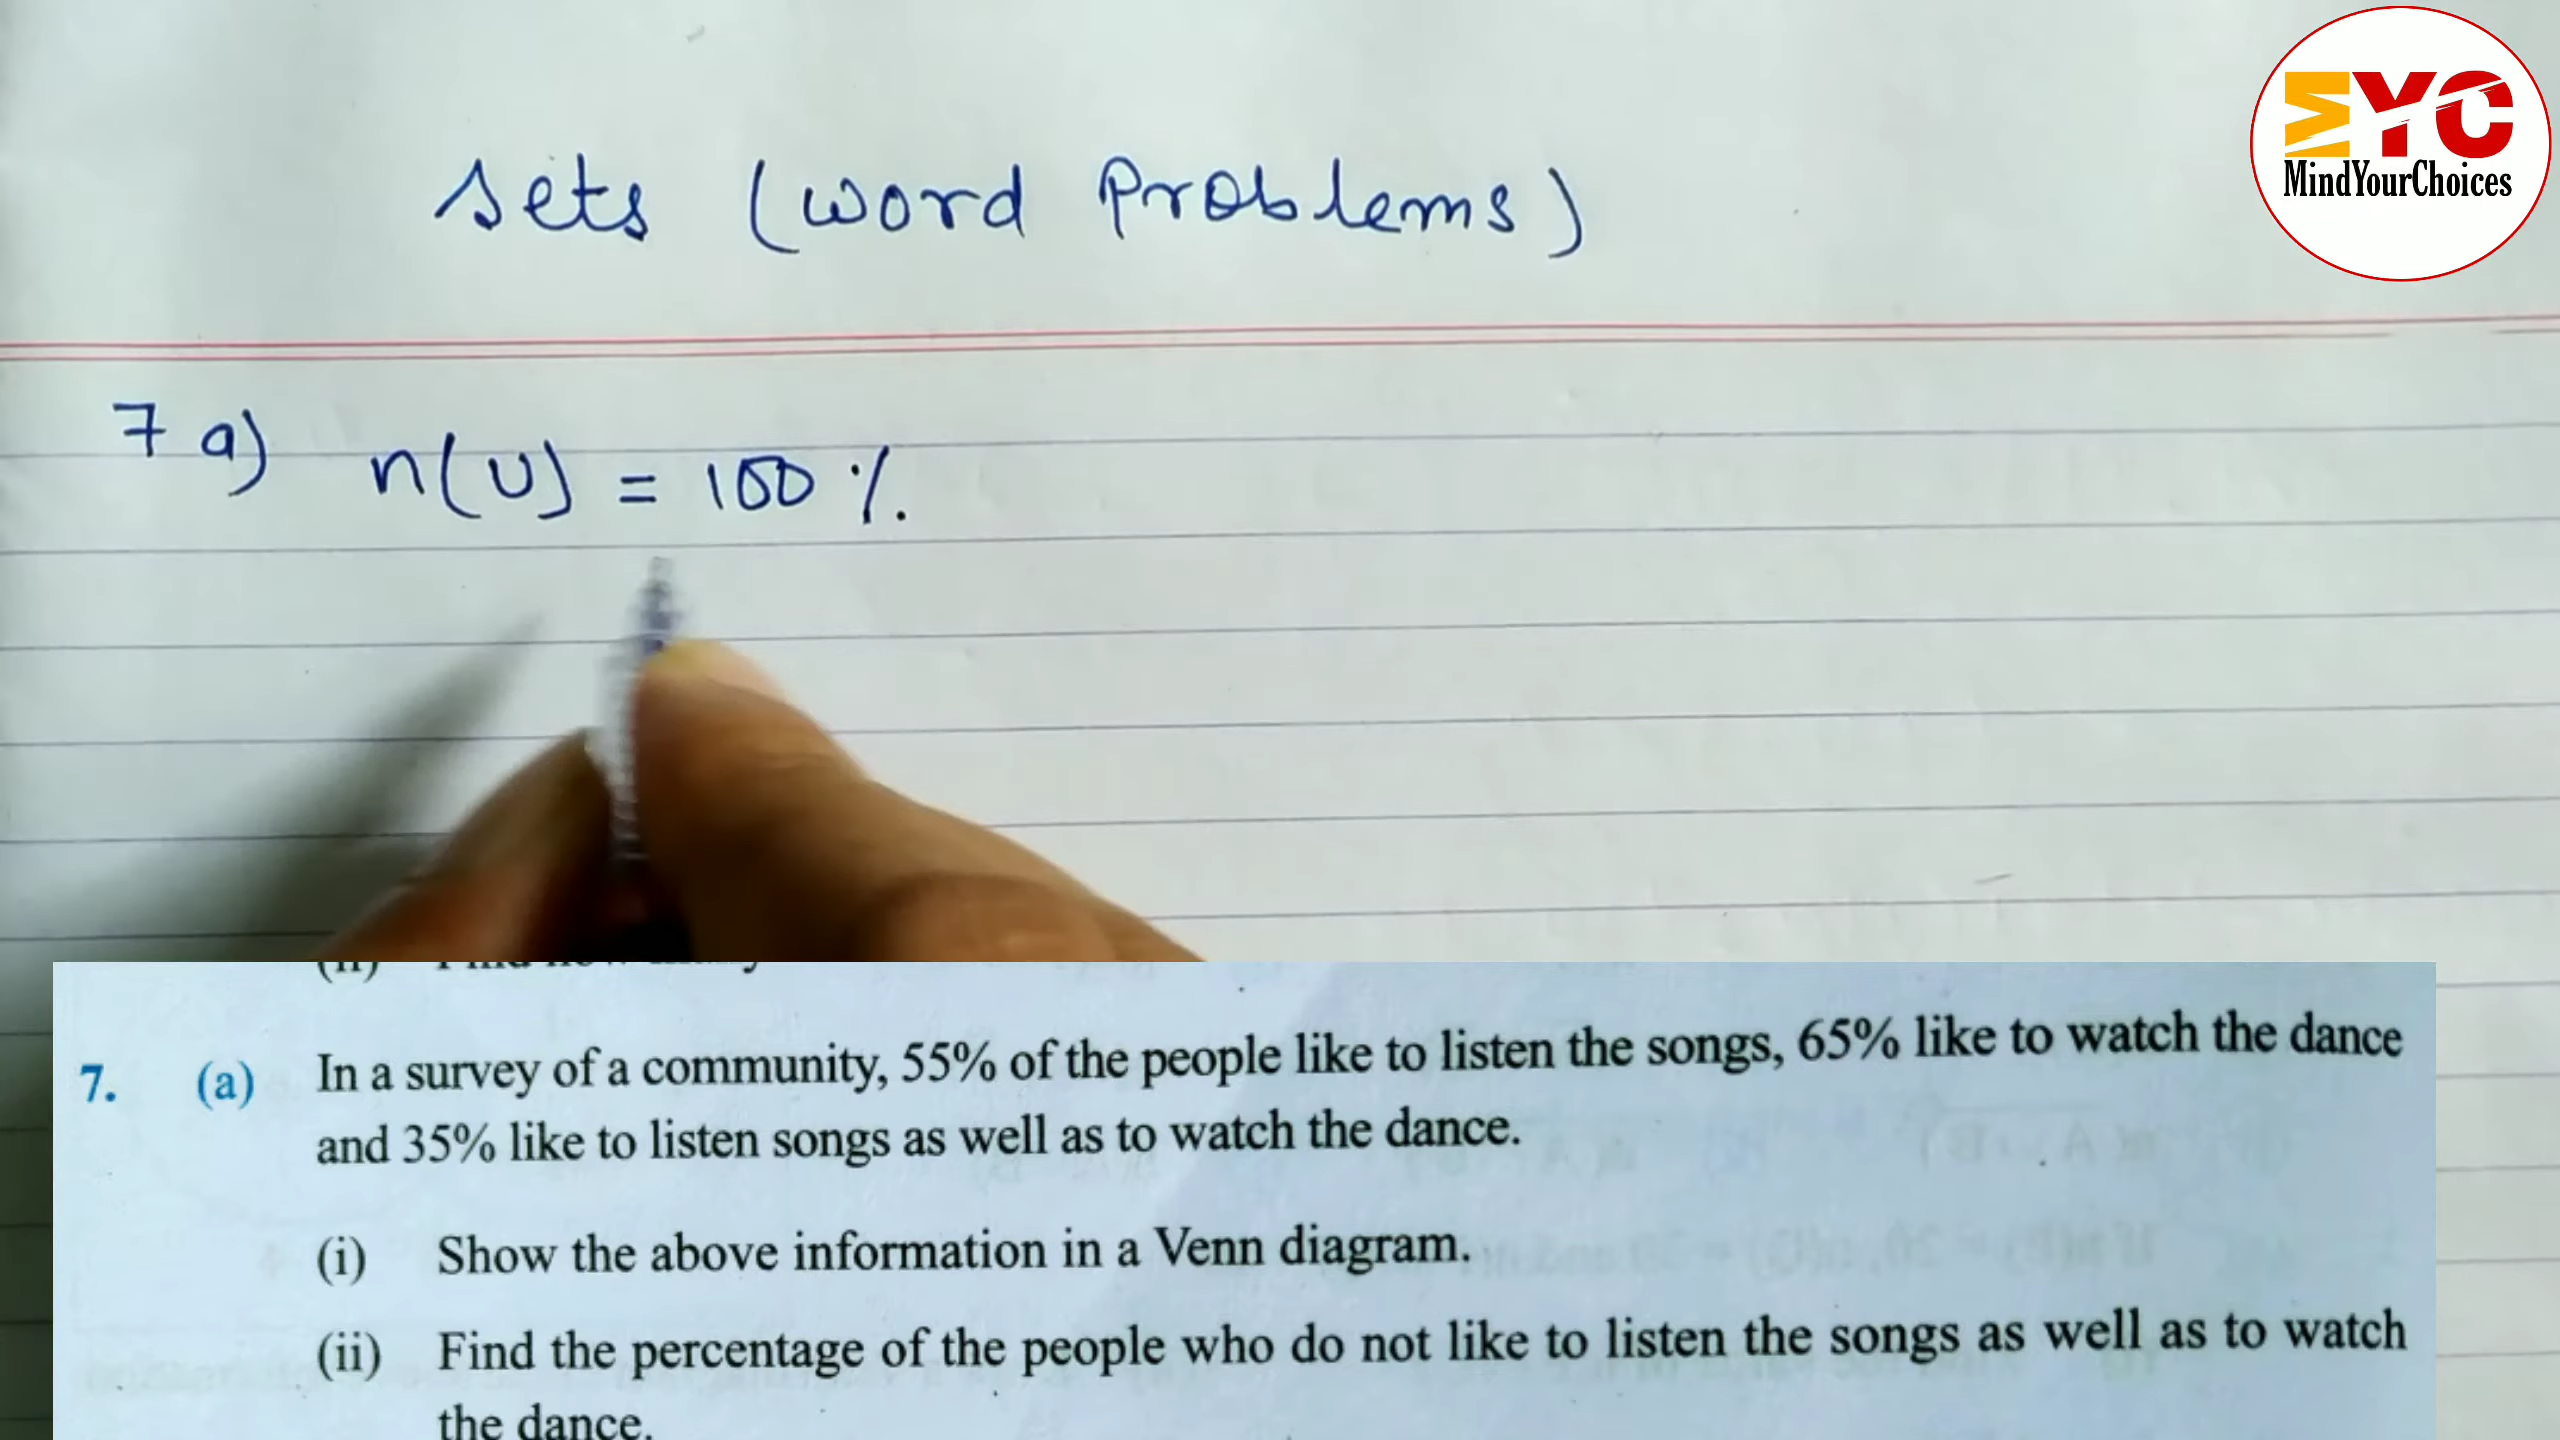 MYC
MindYourChoices
Sets (Word Problems)
7 a) n(U) = 100 %.
7. (a) In a survey of a community, 55% of the people like to listen the songs, 65% like to watch the dance
and 35% like to listen songs as well as to watch the dance.
(i) Show the above information in a Venn diagram.
(ii) Find the percentage of the people who do not like to listen the songs as well as to watch
the dance.